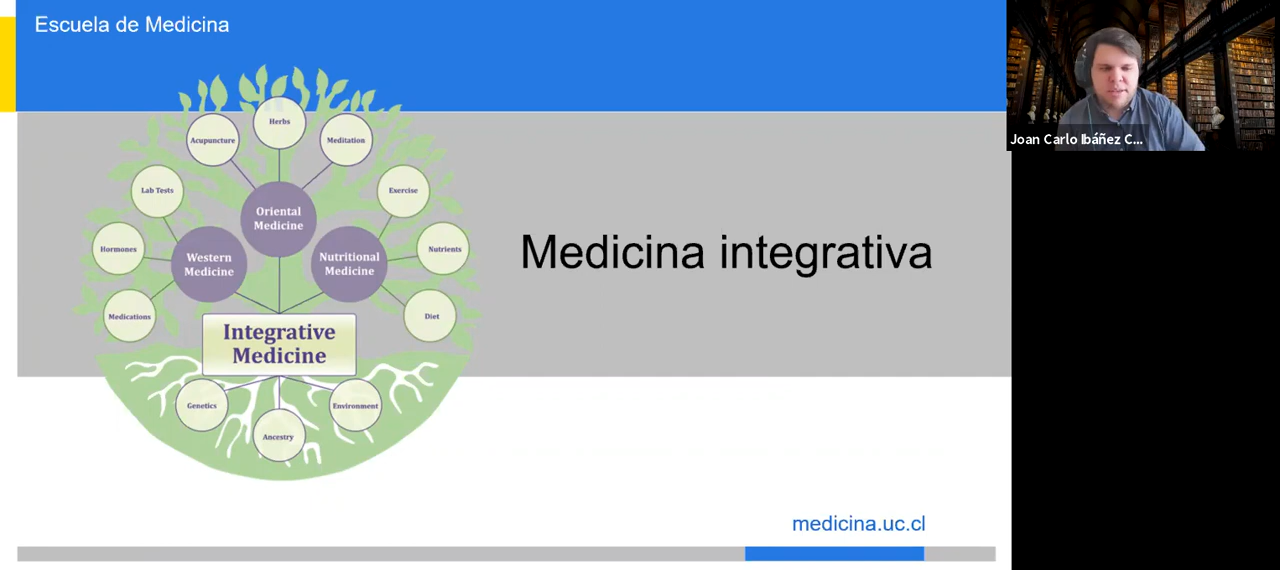 Escuela de Medicina
Herbs
Acupuncture
Meditation
Lab Tests
Exercise
Oriental
Medicine
Hormones
Western
Medicine
Nutritional
Medicine
Nutrients
Medications
Diet
Integrative
Medicine
Genetics
Environment
Ancestry
Medicina integrativa
medicina.uc.cl
Joan Carlo Ibáñez C...